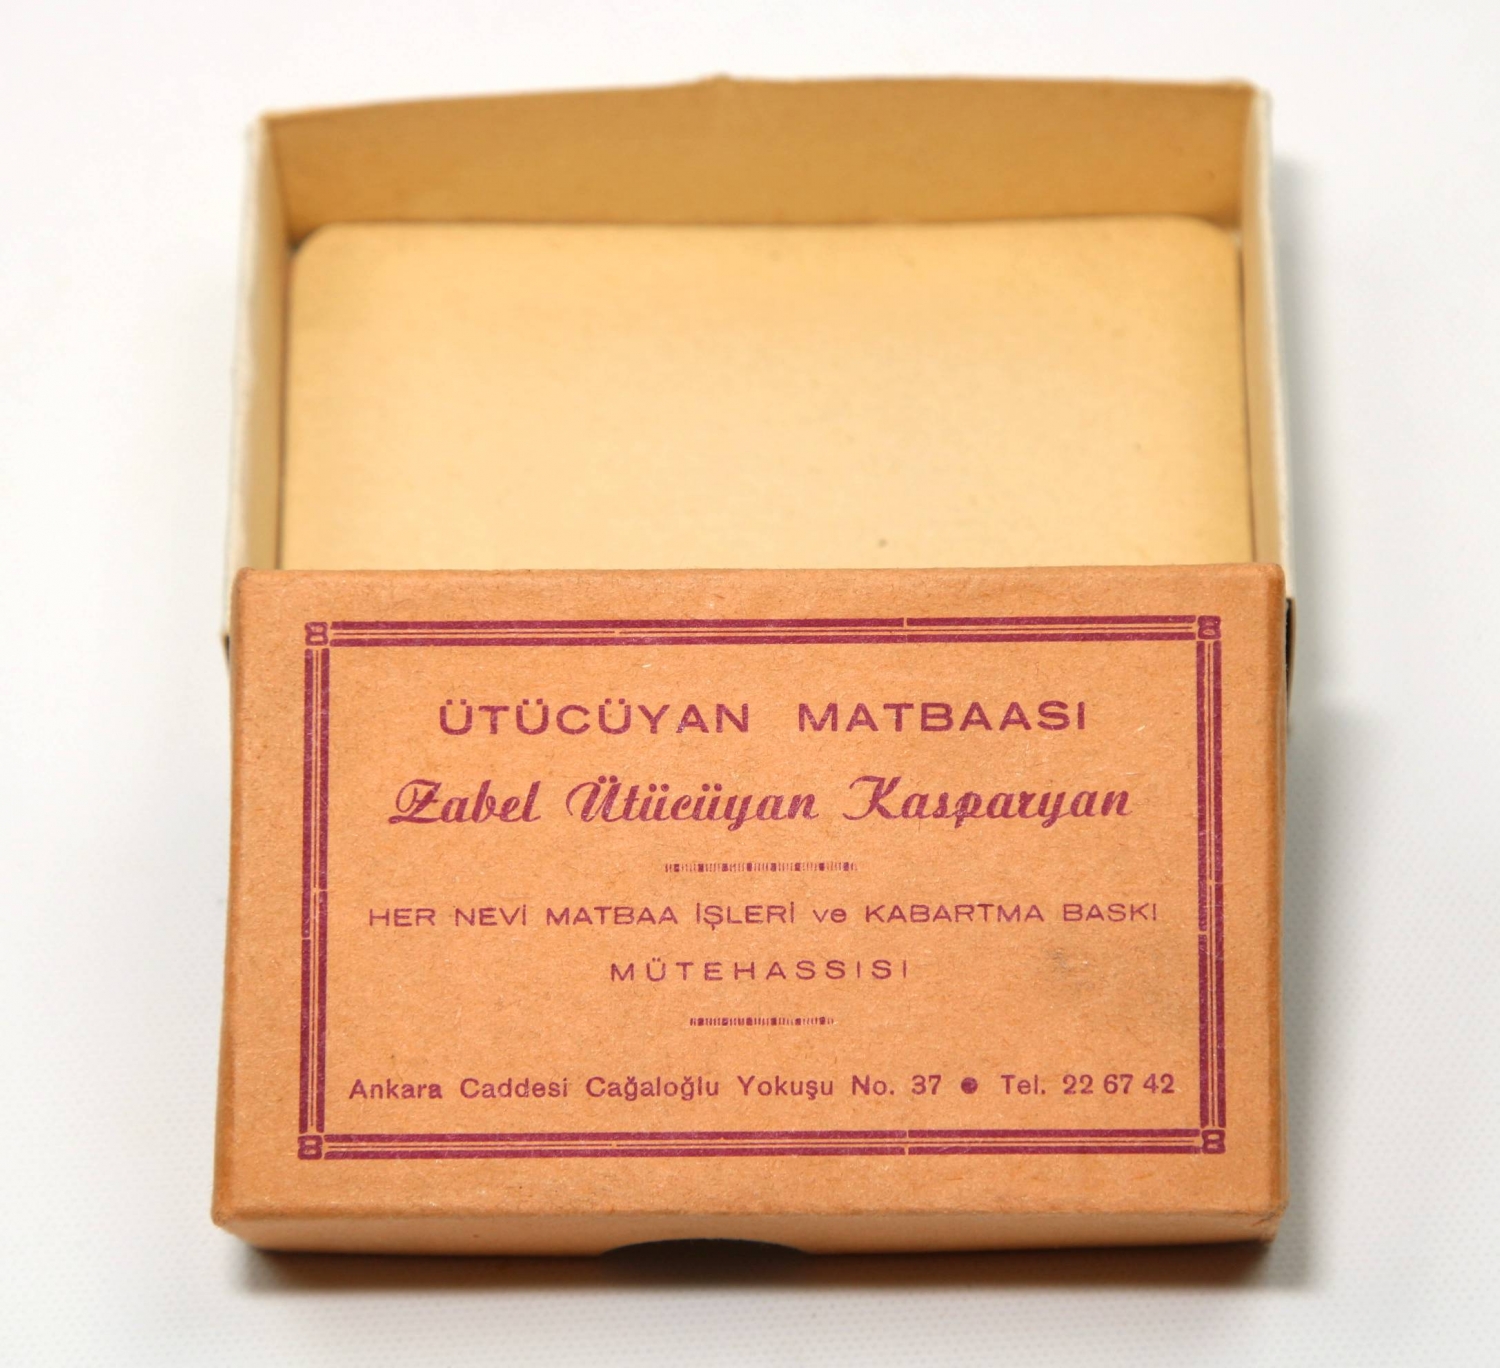 ÜTÜCÜYAN MATBAASI
Zabel Ütücüyan Kasparyan
HER NEVİ MATBAA İŞLERİ ve KABARTMA BASKI
MÜTEHASSISI
Ankara Caddesi Cağaloğlu Yokuşu No. 37 ● Tel. 22 67 42